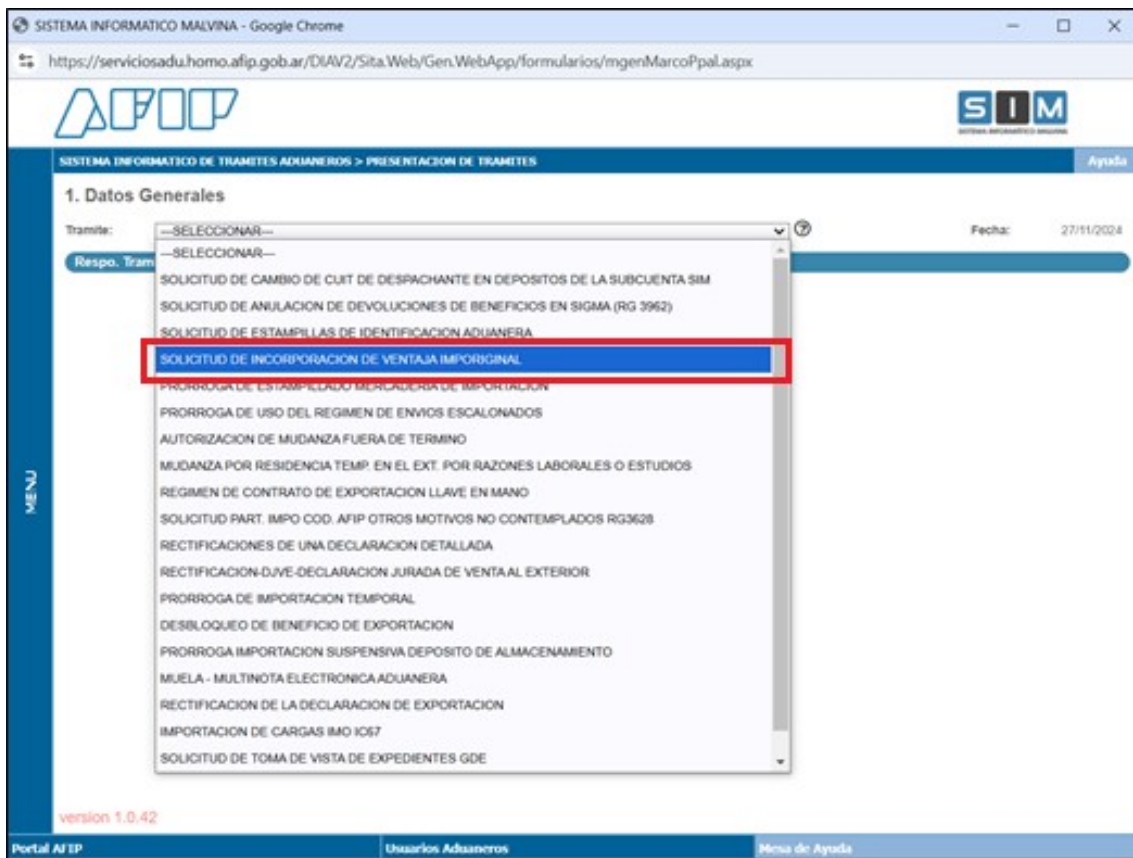 SISTEMA INFORMATICO MALVINA - Google Chrome
https://serviciosadu.homo.afip.gob.ar/DIAV2/Sita.Web/Gen.WebApp/formularios/mgenMarcoPpal.aspx
AFIP
SIM
SISTEMA INFORMÁTICO MALVINA
SISTEMA INFORMATICO DE TRAMITES ADUANEROS > PRESENTACION DE TRAMITES
Ayuda
1. Datos Generales
Tramite:
---SELECCIONAR---
Fecha:
27/11/2024
Respo. Tram
---SELECCIONAR---
SOLICITUD DE CAMBIO DE CUIT DE DESPACHANTE EN DEPOSITOS DE LA SUBCUENTA SIM
SOLICITUD DE ANULACION DE DEVOLUCIONES DE BENEFICIOS EN SIGMA (RG 3962)
SOLICITUD DE ESTAMPILLAS DE IDENTIFICACION ADUANERA
SOLICITUD DE INCORPORACION DE VENTAJA IMPORIGINAL
PRORROGA DE ESTAMPILLADO MERCADERIA DE IMPORTACION
PRORROGA DE USO DEL REGIMEN DE ENVIOS ESCALONADOS
AUTORIZACION DE MUDANZA FUERA DE TERMINO
MUDANZA POR RESIDENCIA TEMP. EN EL EXT. POR RAZONES LABORALES O ESTUDIOS
REGIMEN DE CONTRATO DE EXPORTACION LLAVE EN MANO
SOLICITUD PART. IMPO COD. AFIP OTROS MOTIVOS NO CONTEMPLADOS RG3628
RECTIFICACIONES DE UNA DECLARACION DETALLADA
RECTIFICACION-DJVE-DECLARACION JURADA DE VENTA AL EXTERIOR
PRORROGA DE IMPORTACION TEMPORAL
DESBLOQUEO DE BENEFICIO DE EXPORTACION
PRORROGA IMPORTACION SUSPENSIVA DEPOSITO DE ALMACENAMIENTO
MUELA - MULTINOTA ELECTRONICA ADUANERA
RECTIFICACION DE LA DECLARACION DE EXPORTACION
IMPORTACION DE CARGAS IMO IC67
SOLICITUD DE TOMA DE VISTA DE EXPEDIENTES GDE
MENU
version 1.0.42
Portal AFIP
Usuarios Aduaneros
Mesa de Ayuda